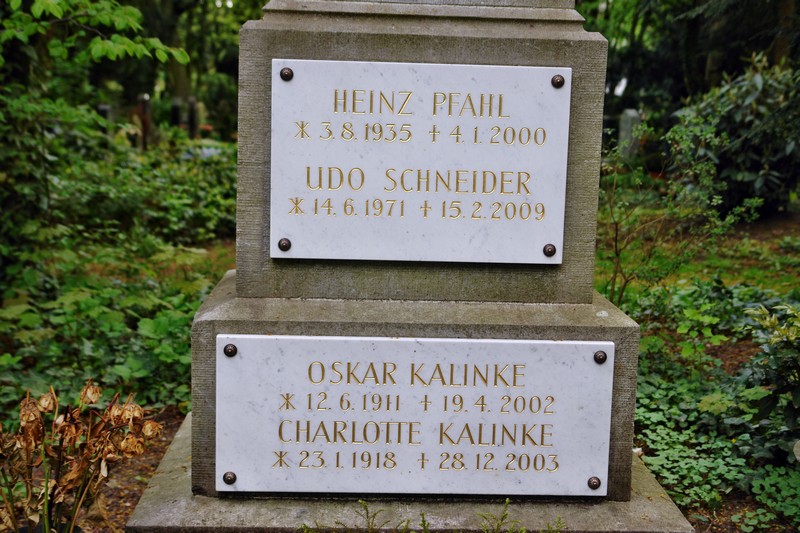 HEINZ PFAHL
* 3.8.1935 + 4.1.2000
UDO SCHNEIDER
* 14.6.1971 + 15.2.2009
OSKAR KALINKE
* 12.6.1911 + 19.4.2002
CHARLOTTE KALINKE
* 23.1.1918 + 28.12.2003